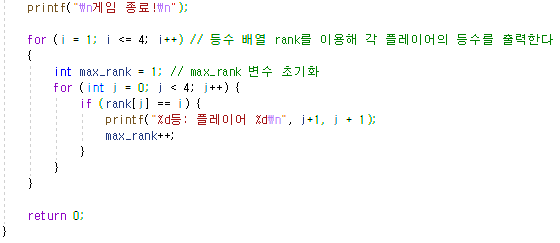 printf("\n게임 종료!\n");
for (i = 1; i <= 4; i++) // 등수 배열 rank를 이용해 각 플레이어의 등수를 출력한다
{
int max_rank = 1; // max_rank 변수 초기화
for (int j = 0; j < 4; j++) {
if (rank[j] == i) {
printf("%d등: 플레이어 %d\n", j+1, j + 1);
max_rank++;
}
}
}
return 0;
}